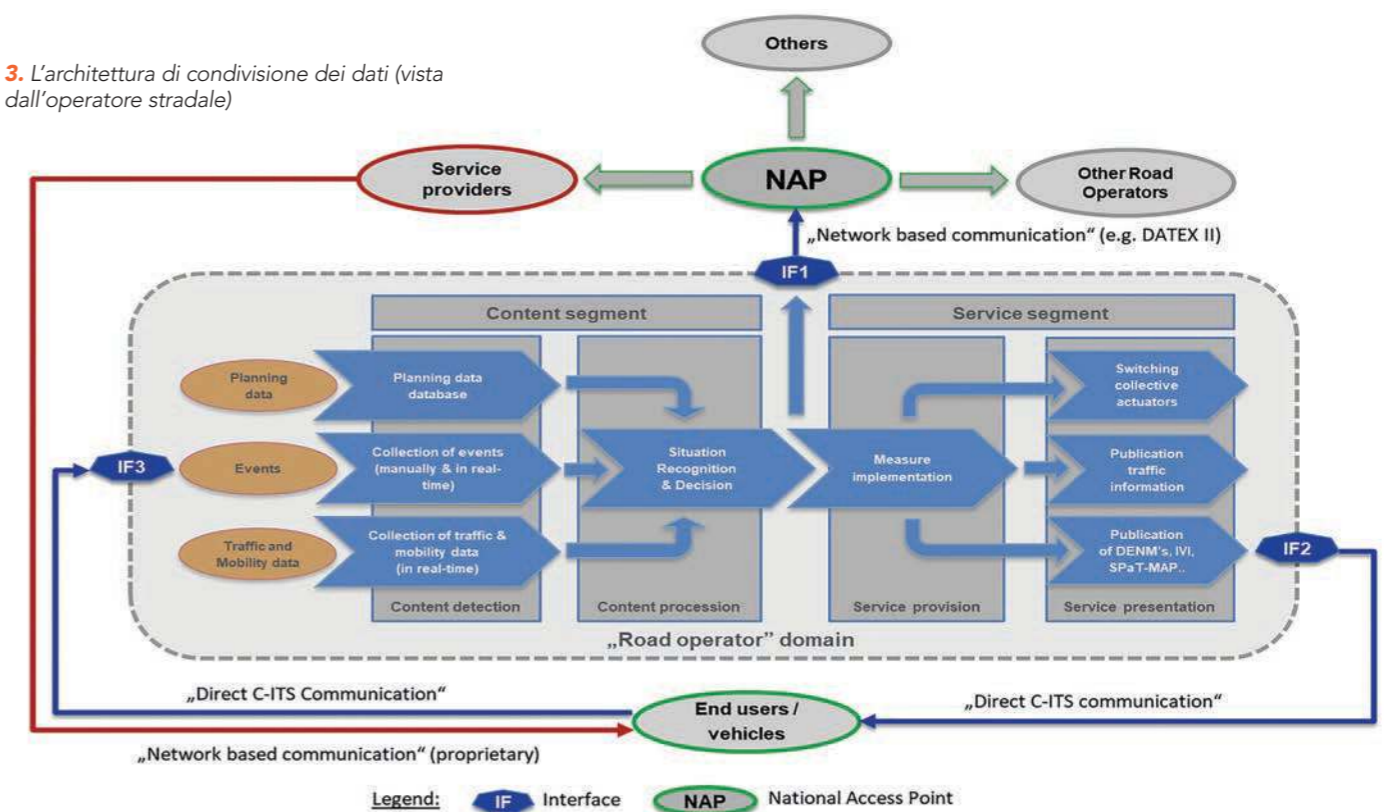 3. L'architettura di condivisione dei dati (vista
dall'operatore stradale)
Others
Service
providers
NAP
Other Road
Operators
„Network based communication“ (e.g. DATEX II)
IF1
Content segment
Service segment
Planning
data
Planning data
database
Switching
collective
actuators
IF3
Events
Collection of events
(manually & in real-
time)
Situation
Recognition
& Decision
Measure
implementation
Publication
traffic
information
Traffic and
Mobility data
Collection of traffic &
mobility data
(in real-time)
Publication
of DENM's, IVI,
SPaT-MAP..
IF2
Content detection
Content procession
Service provision
Service presentation
„Road operator” domain
„Direct C-ITS Communication“
End users /
vehicles
„Direct C-ITS communication“
„Network based communication“ (proprietary)
Legend:
IF
Interface
NAP
National Access Point